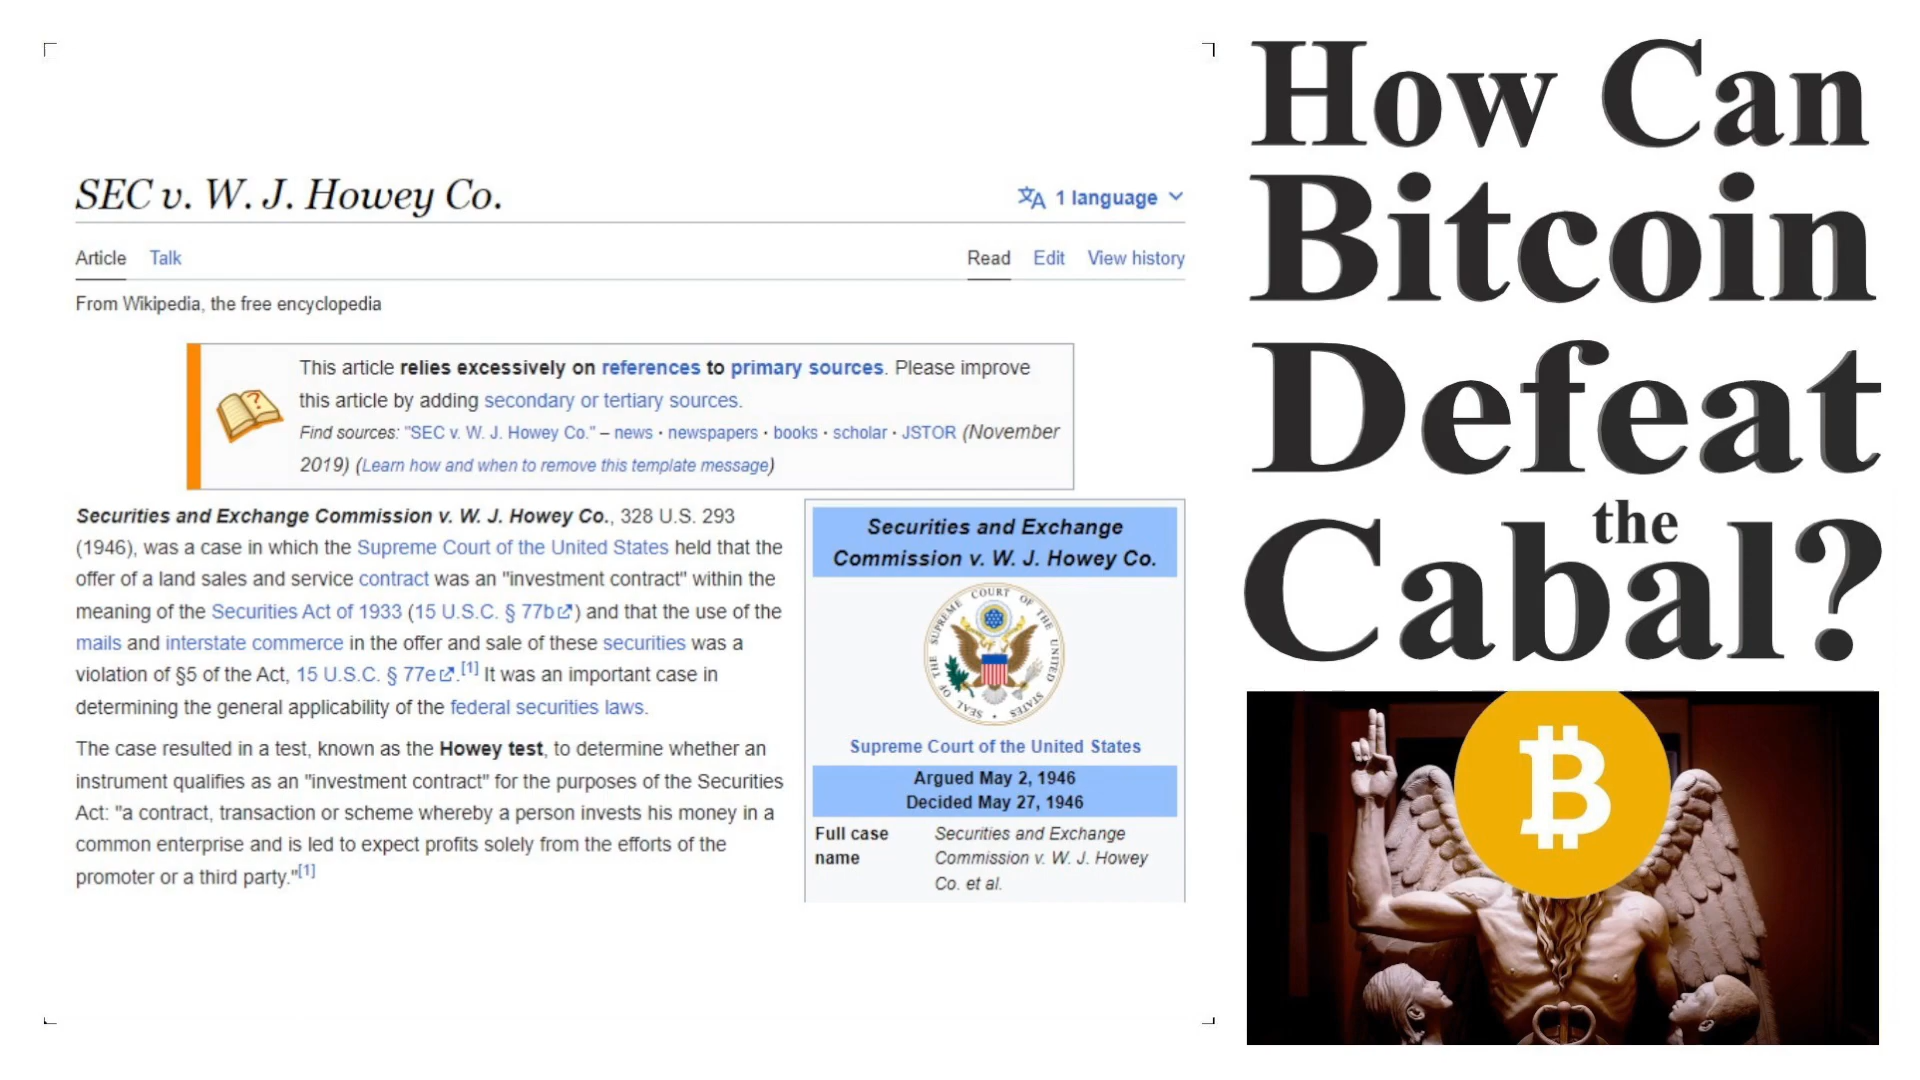 SEC v. W. J. Howey Co.
1 language
Article Talk
Read Edit View history
From Wikipedia, the free encyclopedia
This article relies excessively on references to primary sources. Please improve
this article by adding secondary or tertiary sources.
Find sources: "SEC v. W. J. Howey Co." – news · newspapers · books · scholar · JSTOR (November
2019) (Learn how and when to remove this template message)
Securities and Exchange Commission v. W. J. Howey Co., 328 U.S. 293
(1946), was a case in which the Supreme Court of the United States held that the
offer of a land sales and service contract was an "investment contract" within the
meaning of the Securities Act of 1933 (15 U.S.C. § 77b) and that the use of the
mails and interstate commerce in the offer and sale of these securities was a
violation of §5 of the Act, 15 U.S.C. § 77e.[1] It was an important case in
determining the general applicability of the federal securities laws.
The case resulted in a test, known as the Howey test, to determine whether an
instrument qualifies as an "investment contract" for the purposes of the Securities
Act: "a contract, transaction or scheme whereby a person invests his money in a
common enterprise and is led to expect profits solely from the efforts of the
promoter or a third party."[1]
Securities and Exchange
Commission v. W. J. Howey Co.
SEAL OF THE SUPREME COURT OF THE UNITED STATES
Supreme Court of the United States
Argued May 2, 1946
Decided May 27, 1946
Full case
name
Securities and Exchange
Commission v. W. J. Howey
Co. et al.
How Can
Bitcoin
Defeat
the
Cabal?